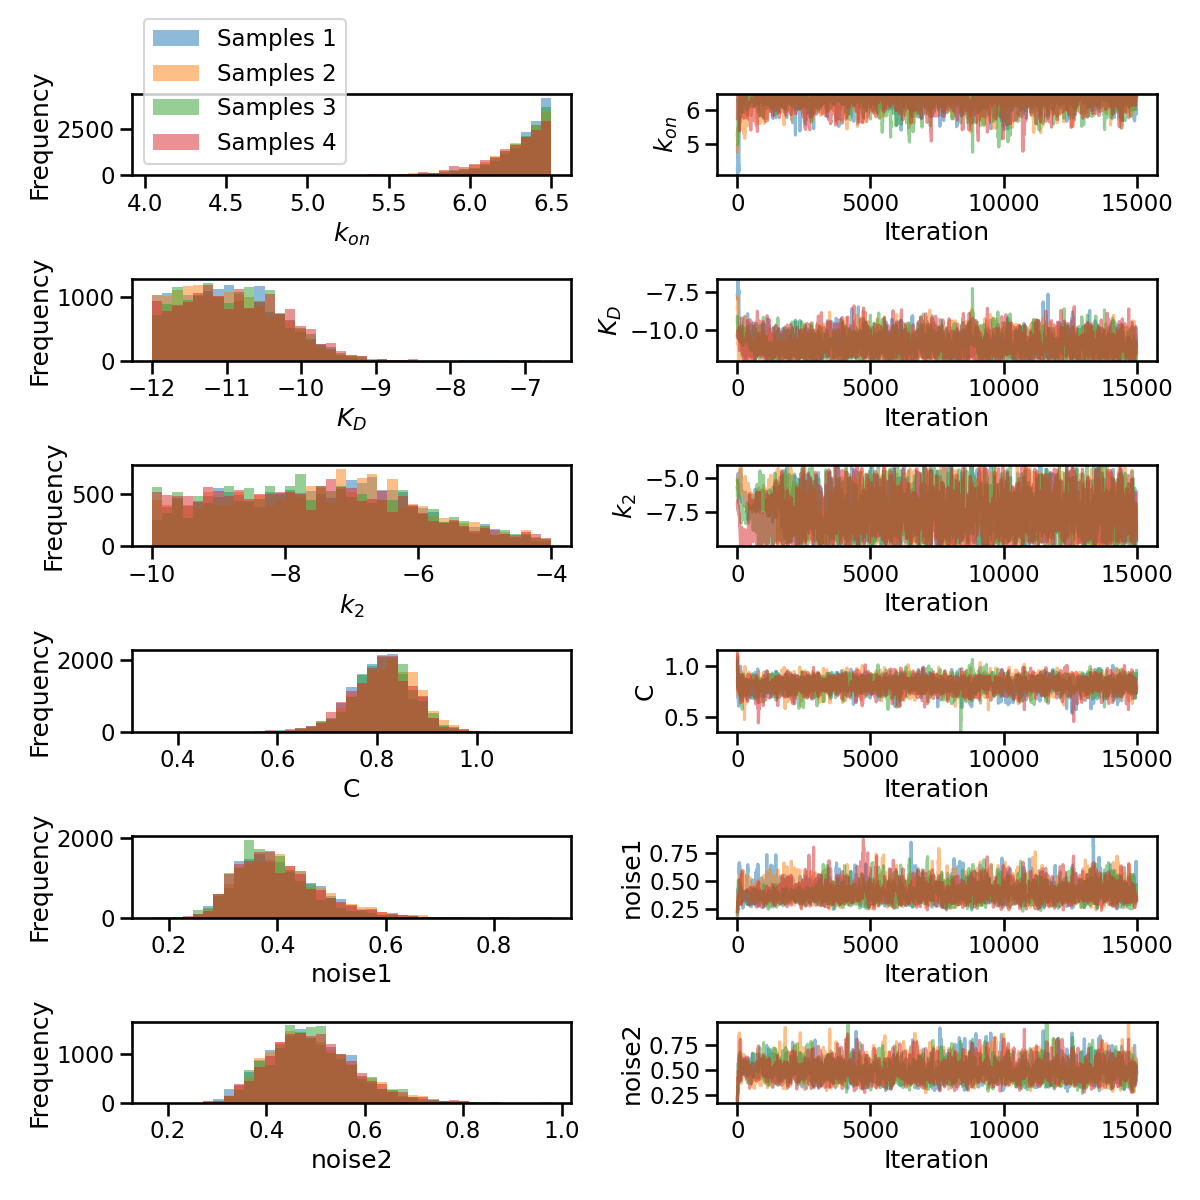 Samples 1
Samples 2
Samples 3
Samples 4
Frequency
2500
0
4.0 4.5 5.0 5.5 6.0 6.5
k_on
k_on
6
5
0 5000 10000 15000
Iteration
Frequency
1000
0
−12 −11 −10 −9 −8 −7
K_D
K_D
−7.5
−10.0
0 5000 10000 15000
Iteration
Frequency
500
0
−10 −8 −6 −4
k_2
k_2
−5.0
−7.5
0 5000 10000 15000
Iteration
Frequency
2000
0
0.4 0.6 0.8 1.0
C
C
1.0
0.5
0 5000 10000 15000
Iteration
Frequency
2000
1000
0
0.2 0.4 0.6 0.8
noise1
noise1
0.75
0.50
0.25
0 5000 10000 15000
Iteration
Frequency
1000
0
0.2 0.4 0.6 0.8 1.0
noise2
noise2
0.75
0.50
0.25
0 5000 10000 15000
Iteration